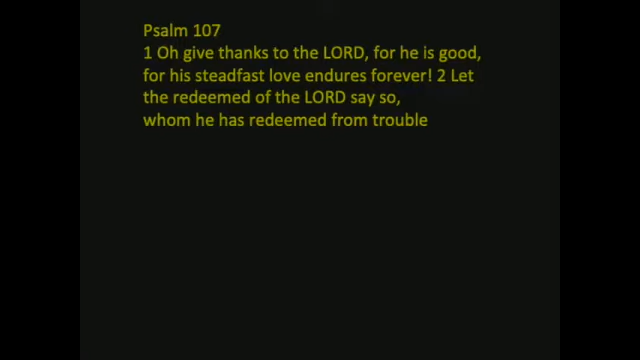 Psalm 107
1 Oh give thanks to the LORD, for he is good,
for his steadfast love endures forever! 2 Let
the redeemed of the LORD say so,
whom he has redeemed from trouble